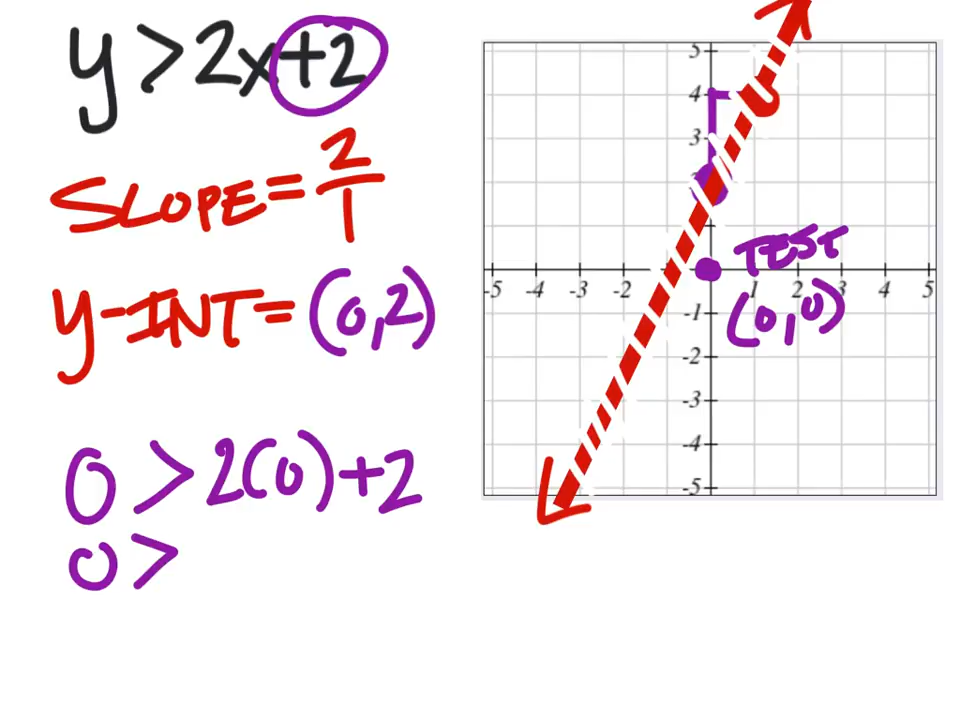 y > 2x + 2
SLOPE = 2/1
y-INT = (0, 2)
0 > 2(0) + 2
0 >
5
4
3
2
TEST
-5 -4 -3 -2 1 2 3 4 5
(0, 0)
-1
-2
-3
-4
-5